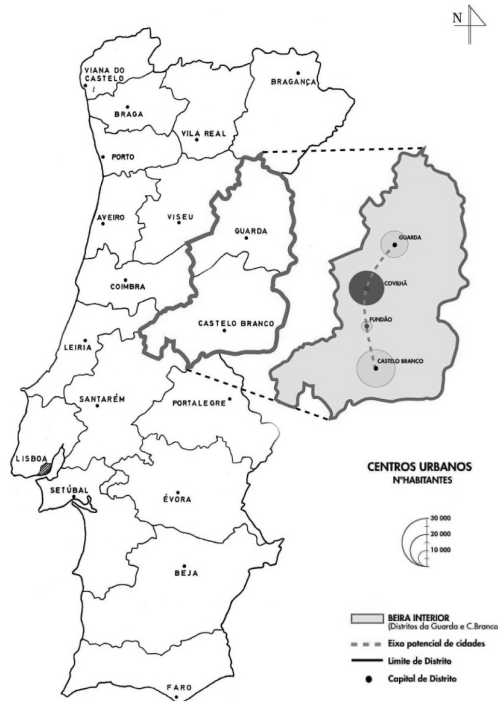 N
VIANA DO
CASTELO
BRAGANÇA
BRAGA
VILA REAL
PORTO
AVEIRO
VISEU
GUARDA
COIMBRA
CASTELO BRANCO
LEIRIA
SANTARÉM
PORTALEGRE
LISBOA
SETÚBAL
ÉVORA
BEJA
FARO
GUARDA
COVILHÃ
FUNDÃO
CASTELO BRANCO
CENTROS URBANOS
NºHABITANTES
30 000
20 000
10 000
BEIRA INTERIOR
(Distritos da Guarda e C.Branco
Eixo potencial de cidades
Limite de Distrito
Capital de Distrito